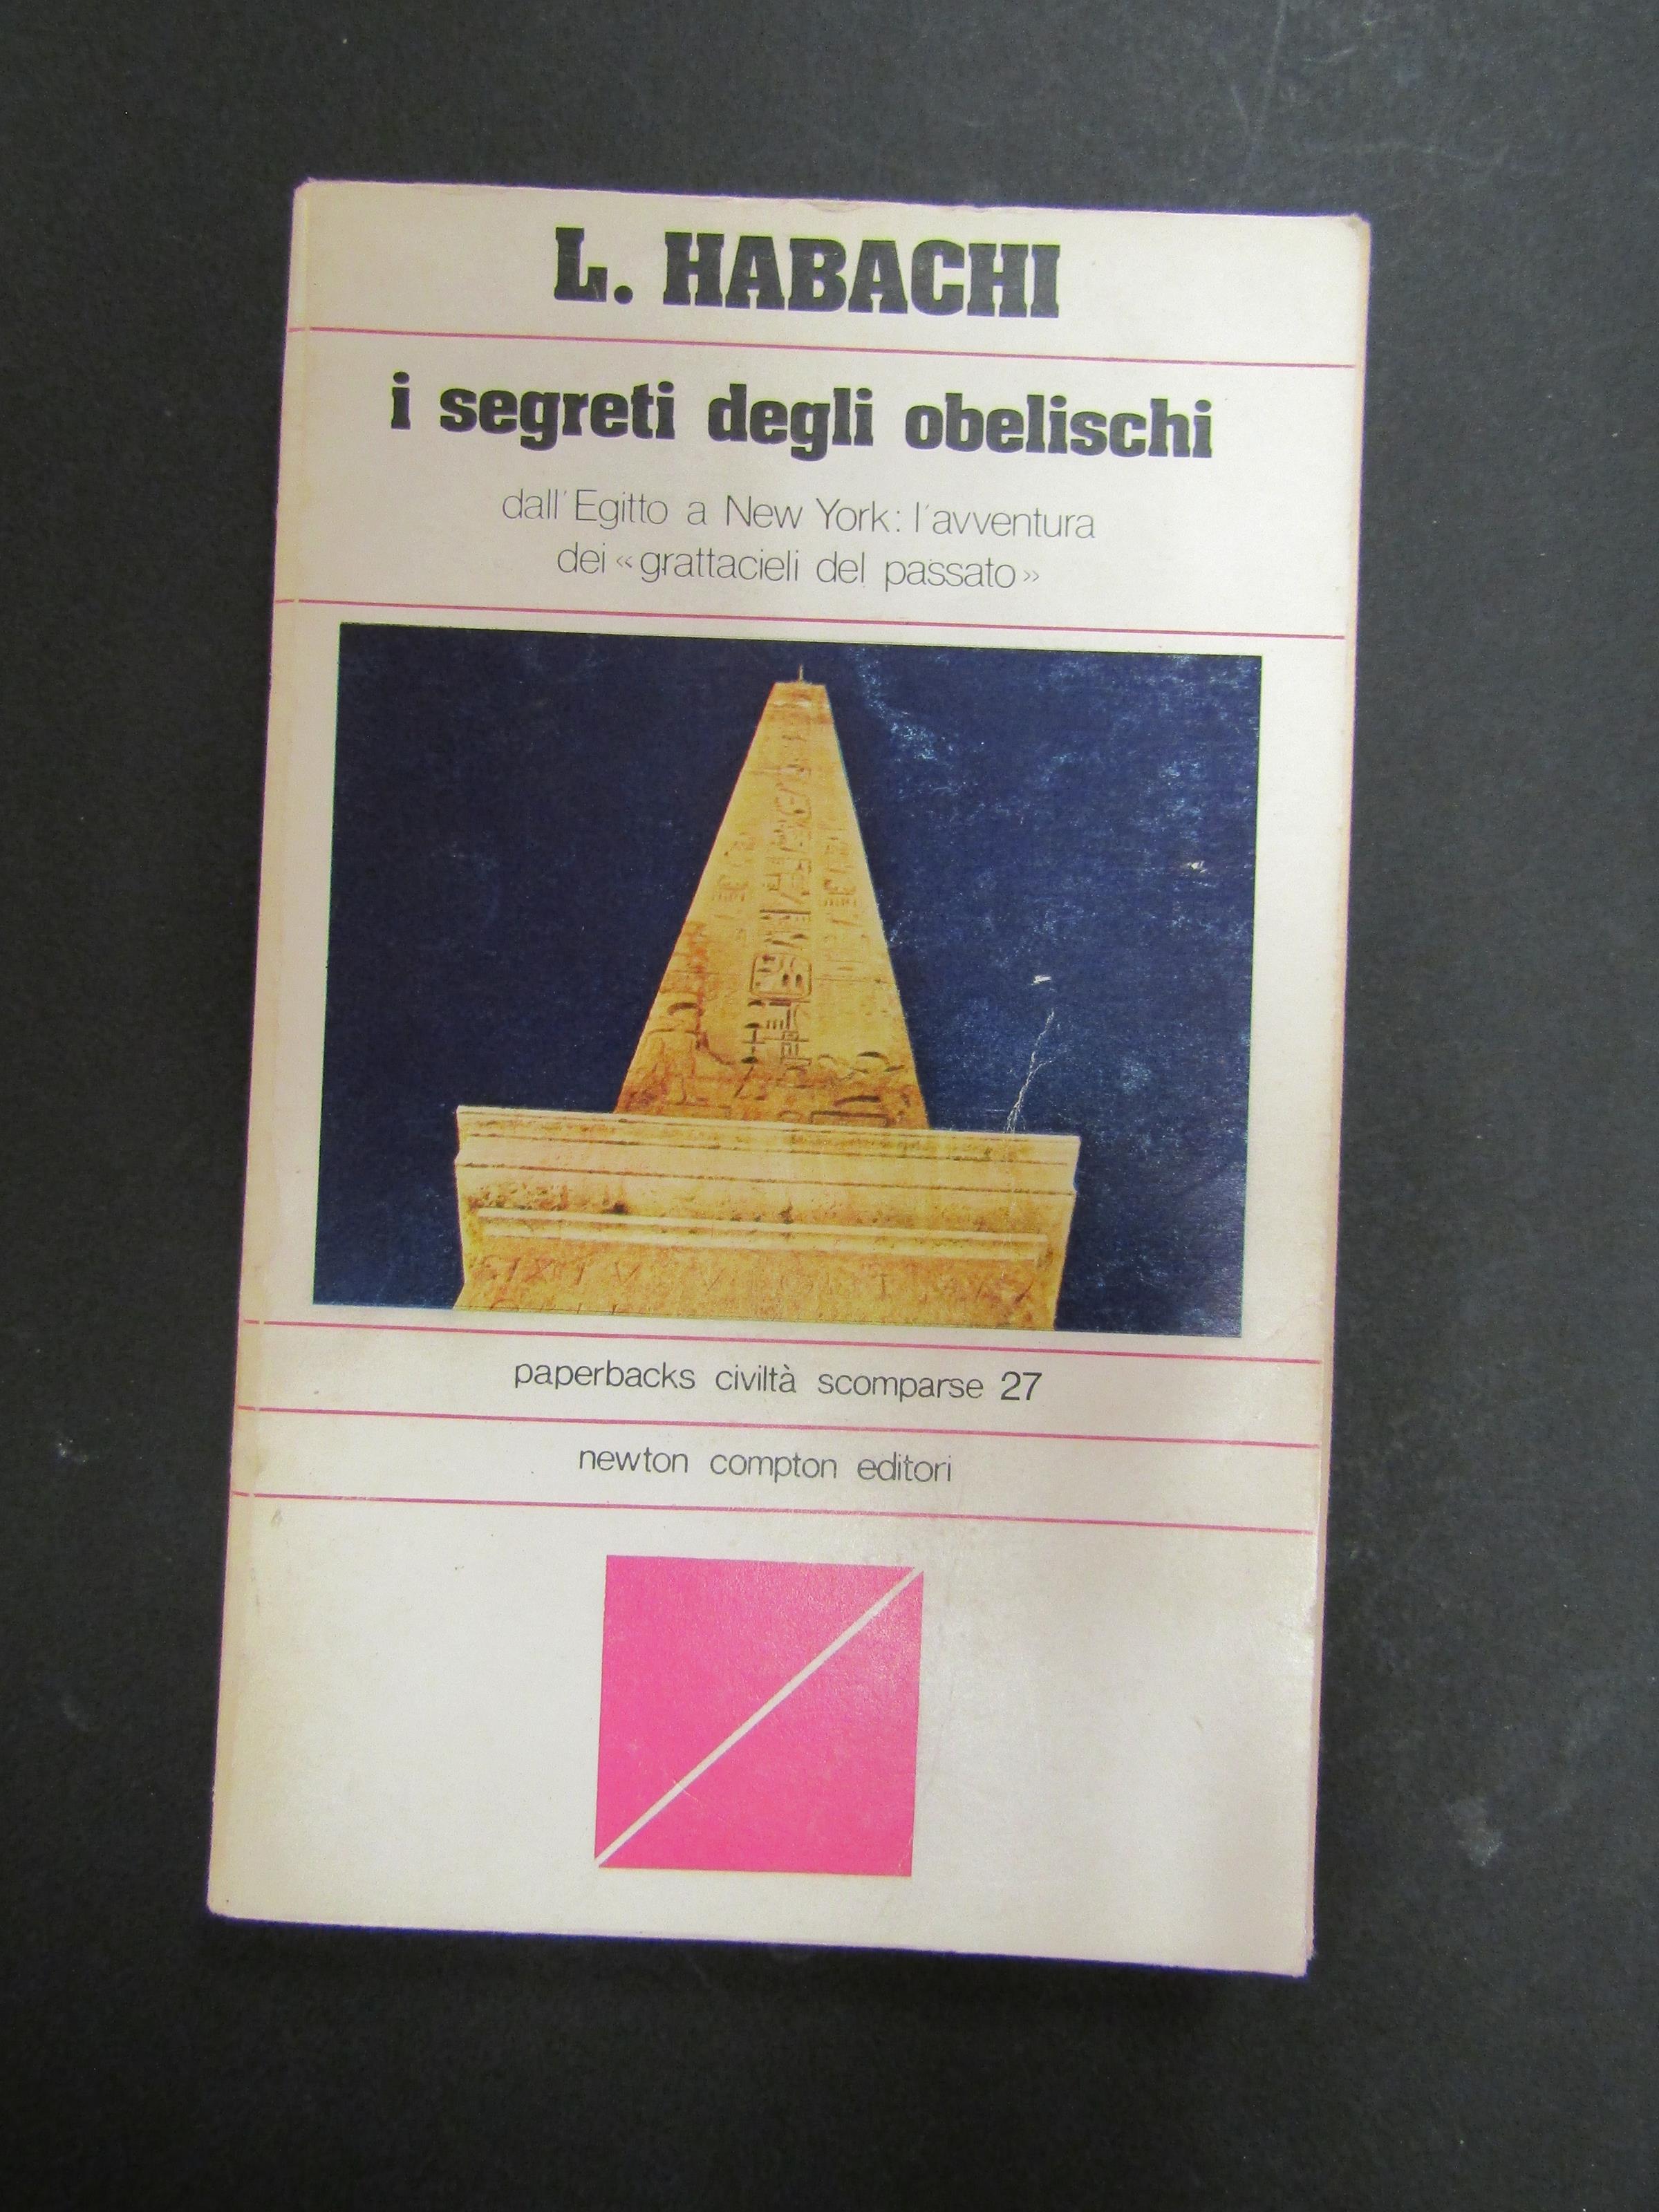 L. HABACHI
i segreti degli obelischi
dall'Egitto a New York: l'avventura
dei «grattacieli del passato»
paperbacks civiltà scomparse 27
newton compton editori